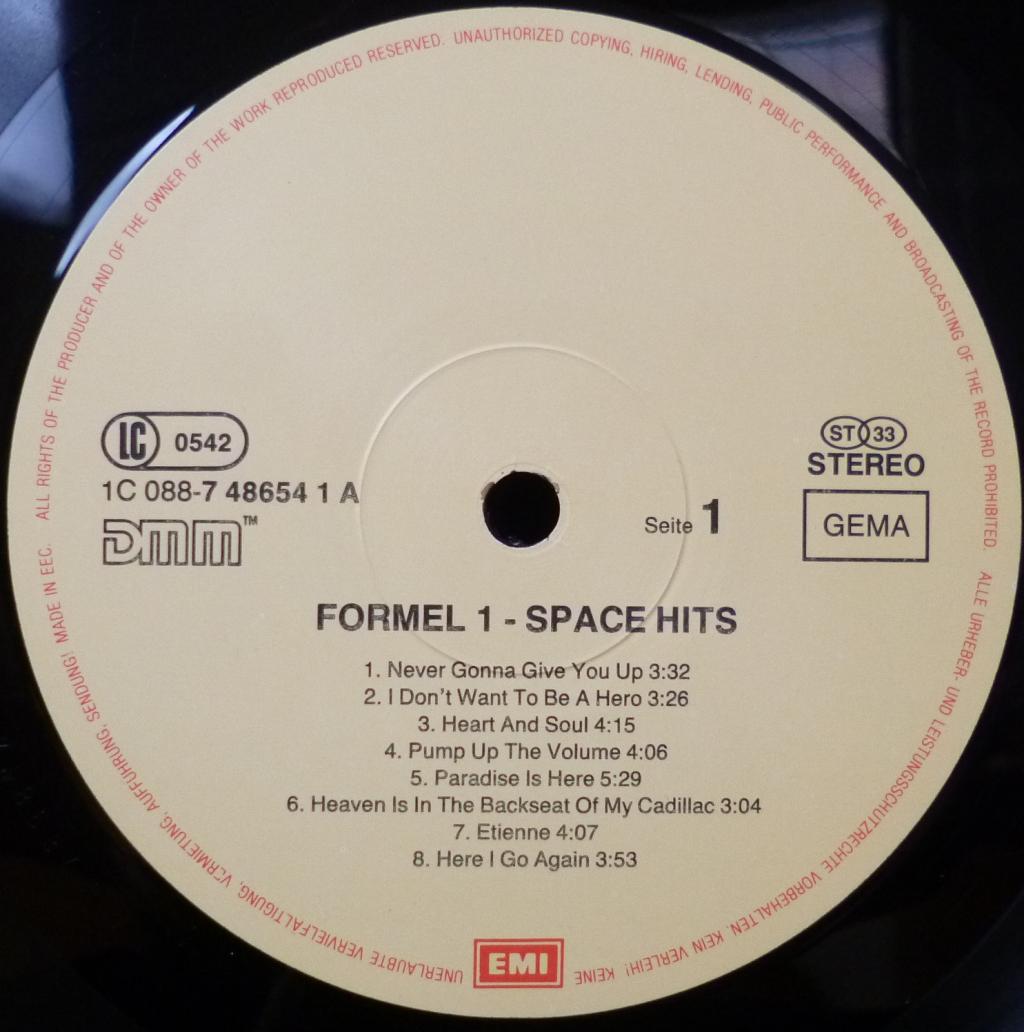 ALL RIGHTS OF THE PRODUCER AND OF THE OWNER OF THE WORK REPRODUCED RESERVED. UNAUTHORIZED COPYING, HIRING, LENDING, PUBLIC PERFORMANCE AND BROADCASTING OF THE RECORD PROHIBITED.
ALLE URHEBER- UND LEISTUNGSSCHUTZRECHTE VORBEHALTEN. KEIN VERLEIH! KEINE UNERLAUBTE VERVIELFÄLTIGUNG, VERMIETUNG, AUFFÜHRUNG, SENDUNG! MADE IN EEC.
LC 0542
1C 088-7 48654 1 A
DMM™
ST 33
STEREO
GEMA
Seite 1
FORMEL 1 - SPACE HITS
1. Never Gonna Give You Up 3:32
2. I Don't Want To Be A Hero 3:26
3. Heart And Soul 4:15
4. Pump Up The Volume 4:06
5. Paradise Is Here 5:29
6. Heaven Is In The Backseat Of My Cadillac 3:04
7. Etienne 4:07
8. Here I Go Again 3:53
EMI